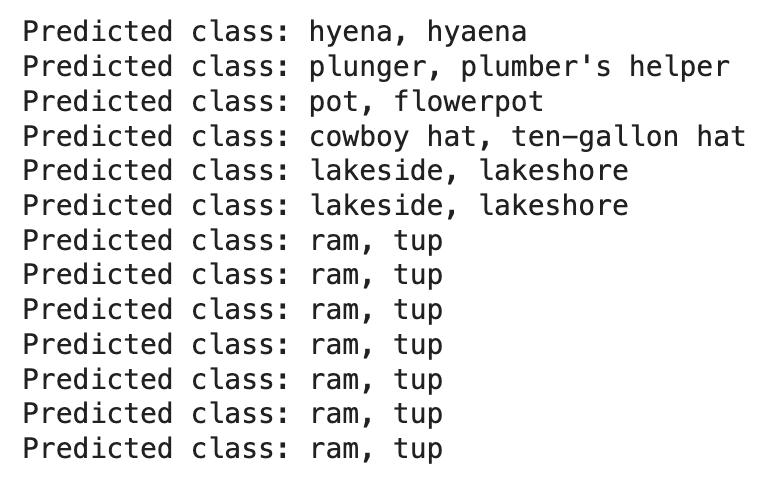 Predicted class: hyena, hyaena
Predicted class: plunger, plumber's helper
Predicted class: pot, flowerpot
Predicted class: cowboy hat, ten-gallon hat
Predicted class: lakeside, lakeshore
Predicted class: lakeside, lakeshore
Predicted class: ram, tup
Predicted class: ram, tup
Predicted class: ram, tup
Predicted class: ram, tup
Predicted class: ram, tup
Predicted class: ram, tup
Predicted class: ram, tup